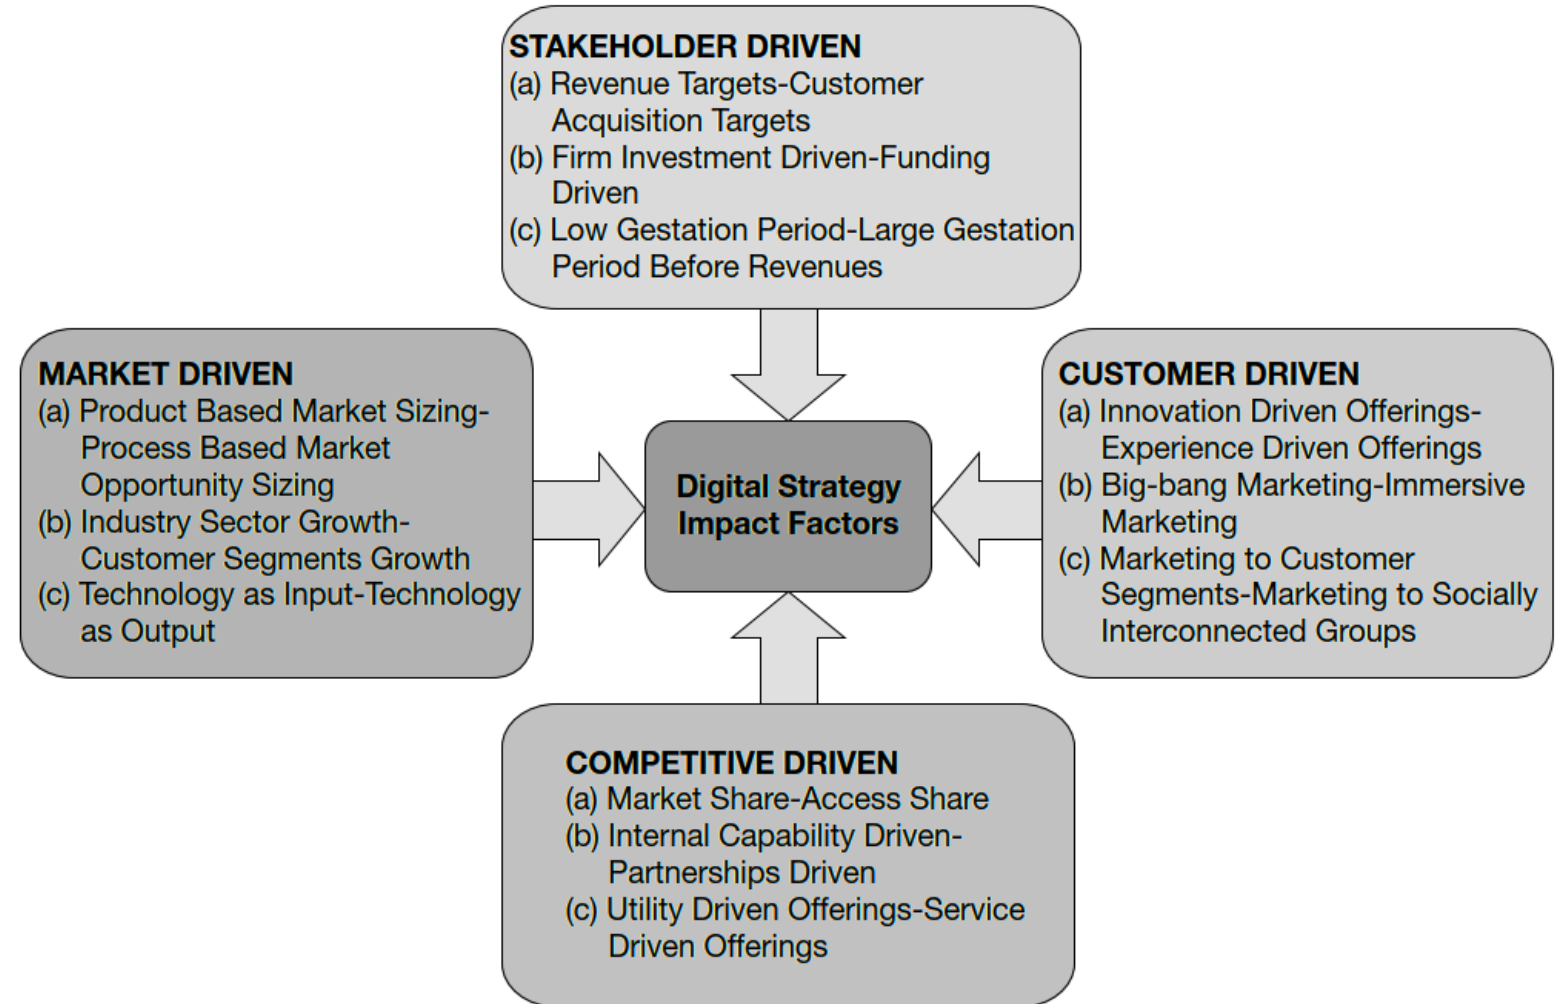 STAKEHOLDER DRIVEN
(a) Revenue Targets-Customer
Acquisition Targets
(b) Firm Investment Driven-Funding
Driven
(c) Low Gestation Period-Large Gestation
Period Before Revenues
MARKET DRIVEN
(a) Product Based Market Sizing-
Process Based Market
Opportunity Sizing
(b) Industry Sector Growth-
Customer Segments Growth
(c) Technology as Input-Technology
as Output
Digital Strategy
Impact Factors
CUSTOMER DRIVEN
(a) Innovation Driven Offerings-
Experience Driven Offerings
(b) Big-bang Marketing-Immersive
Marketing
(c) Marketing to Customer
Segments-Marketing to Socially
Interconnected Groups
COMPETITIVE DRIVEN
(a) Market Share-Access Share
(b) Internal Capability Driven-
Partnerships Driven
(c) Utility Driven Offerings-Service
Driven Offerings